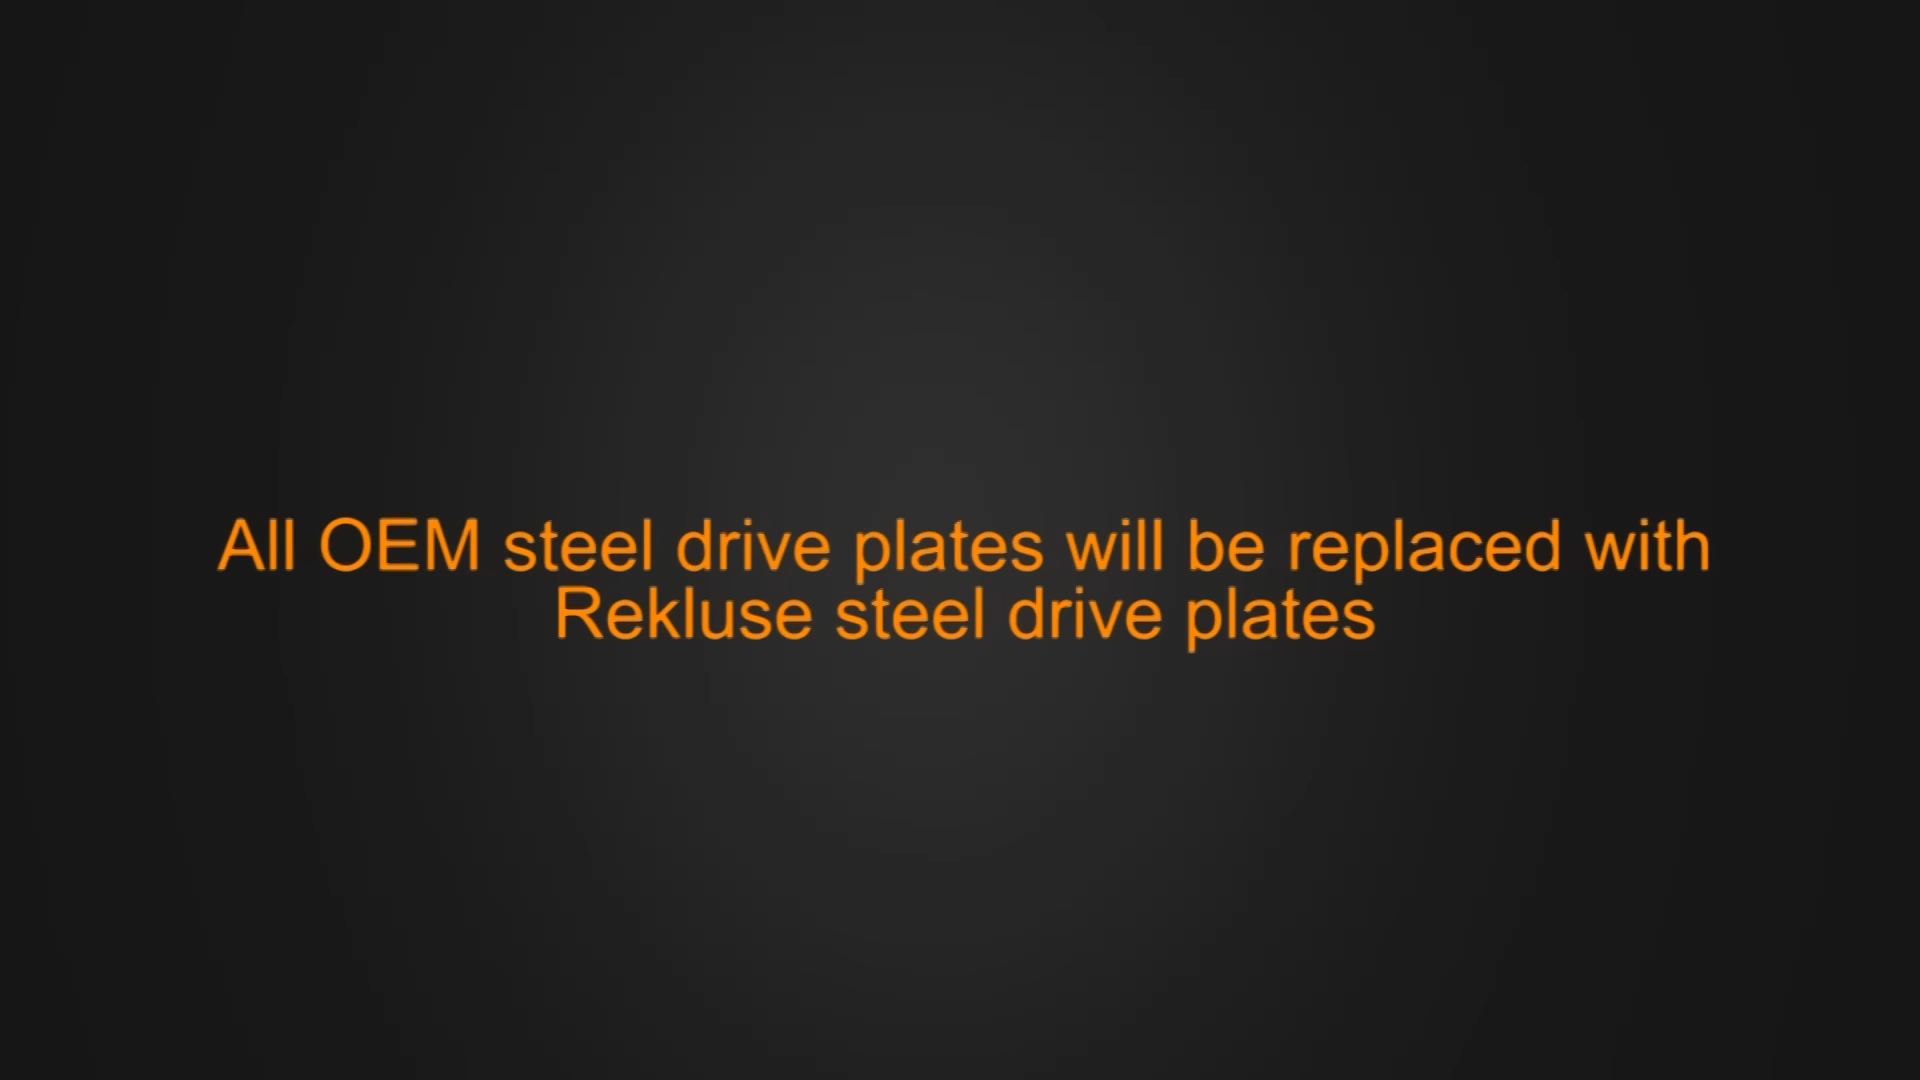 All OEM steel drive plates will be replaced with
Rekluse steel drive plates